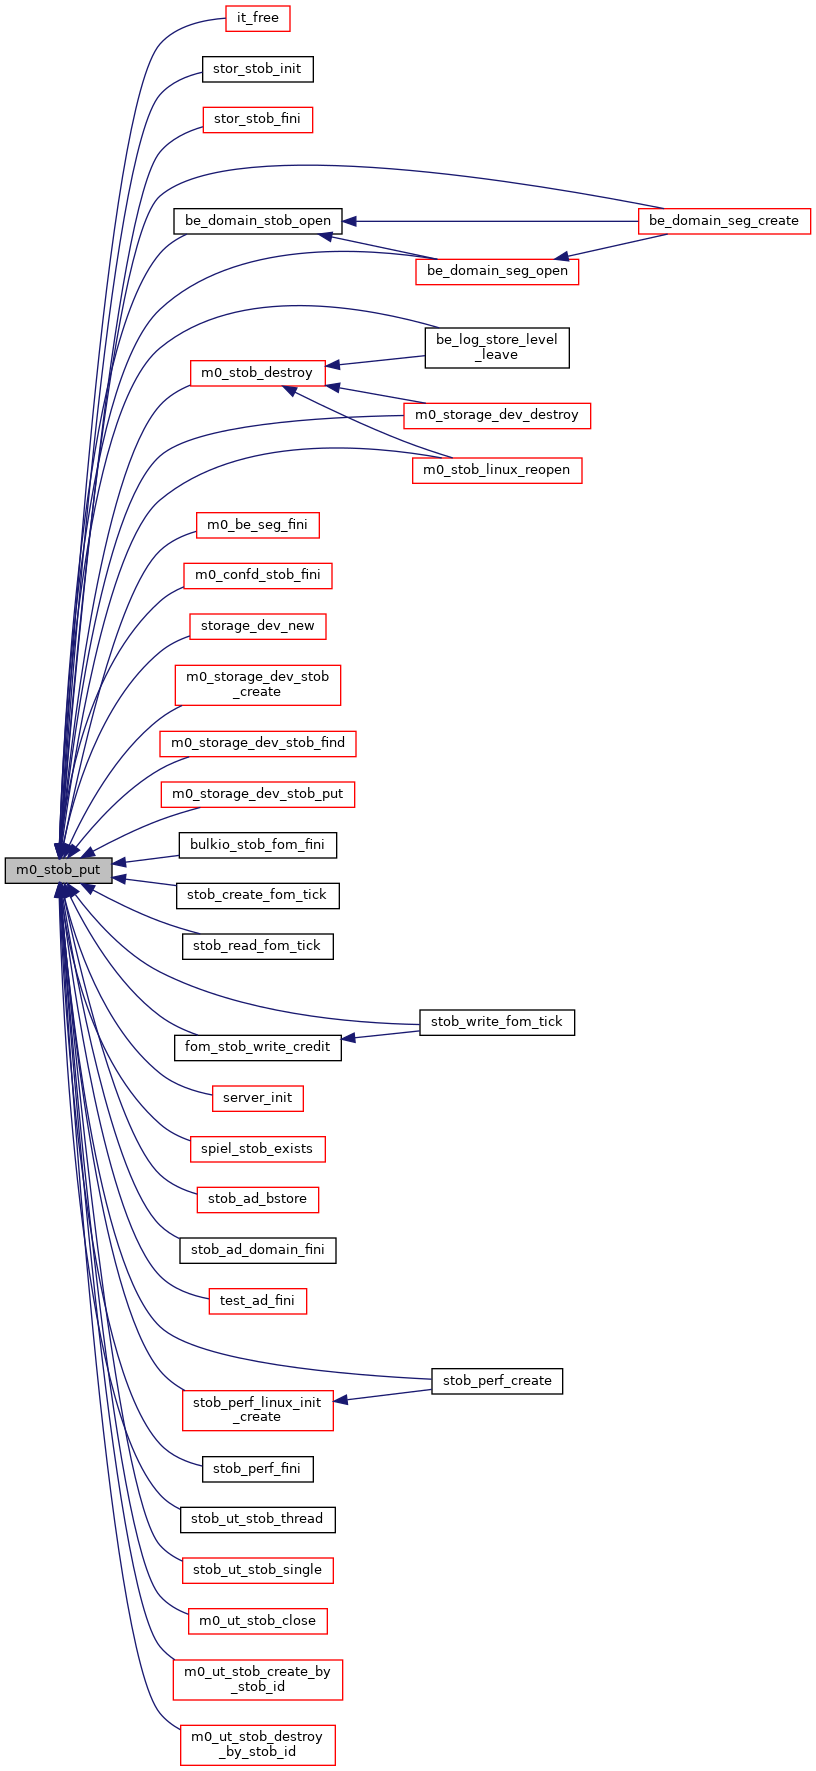 it_free
stor_stob_init
stor_stob_fini
be_domain_stob_open
be_domain_seg_create
be_domain_seg_open
be_log_store_level
_leave
m0_stob_destroy
m0_storage_dev_destroy
m0_stob_linux_reopen
m0_be_seg_fini
m0_confd_stob_fini
storage_dev_new
m0_storage_dev_stob
_create
m0_storage_dev_stob_find
m0_storage_dev_stob_put
bulkio_stob_fom_fini
m0_stob_put
stob_create_fom_tick
stob_read_fom_tick
stob_write_fom_tick
fom_stob_write_credit
server_init
spiel_stob_exists
stob_ad_bstore
stob_ad_domain_fini
test_ad_fini
stob_perf_create
stob_perf_linux_init
_create
stob_perf_fini
stob_ut_stob_thread
stob_ut_stob_single
m0_ut_stob_close
m0_ut_stob_create_by
_stob_id
m0_ut_stob_destroy
_by_stob_id